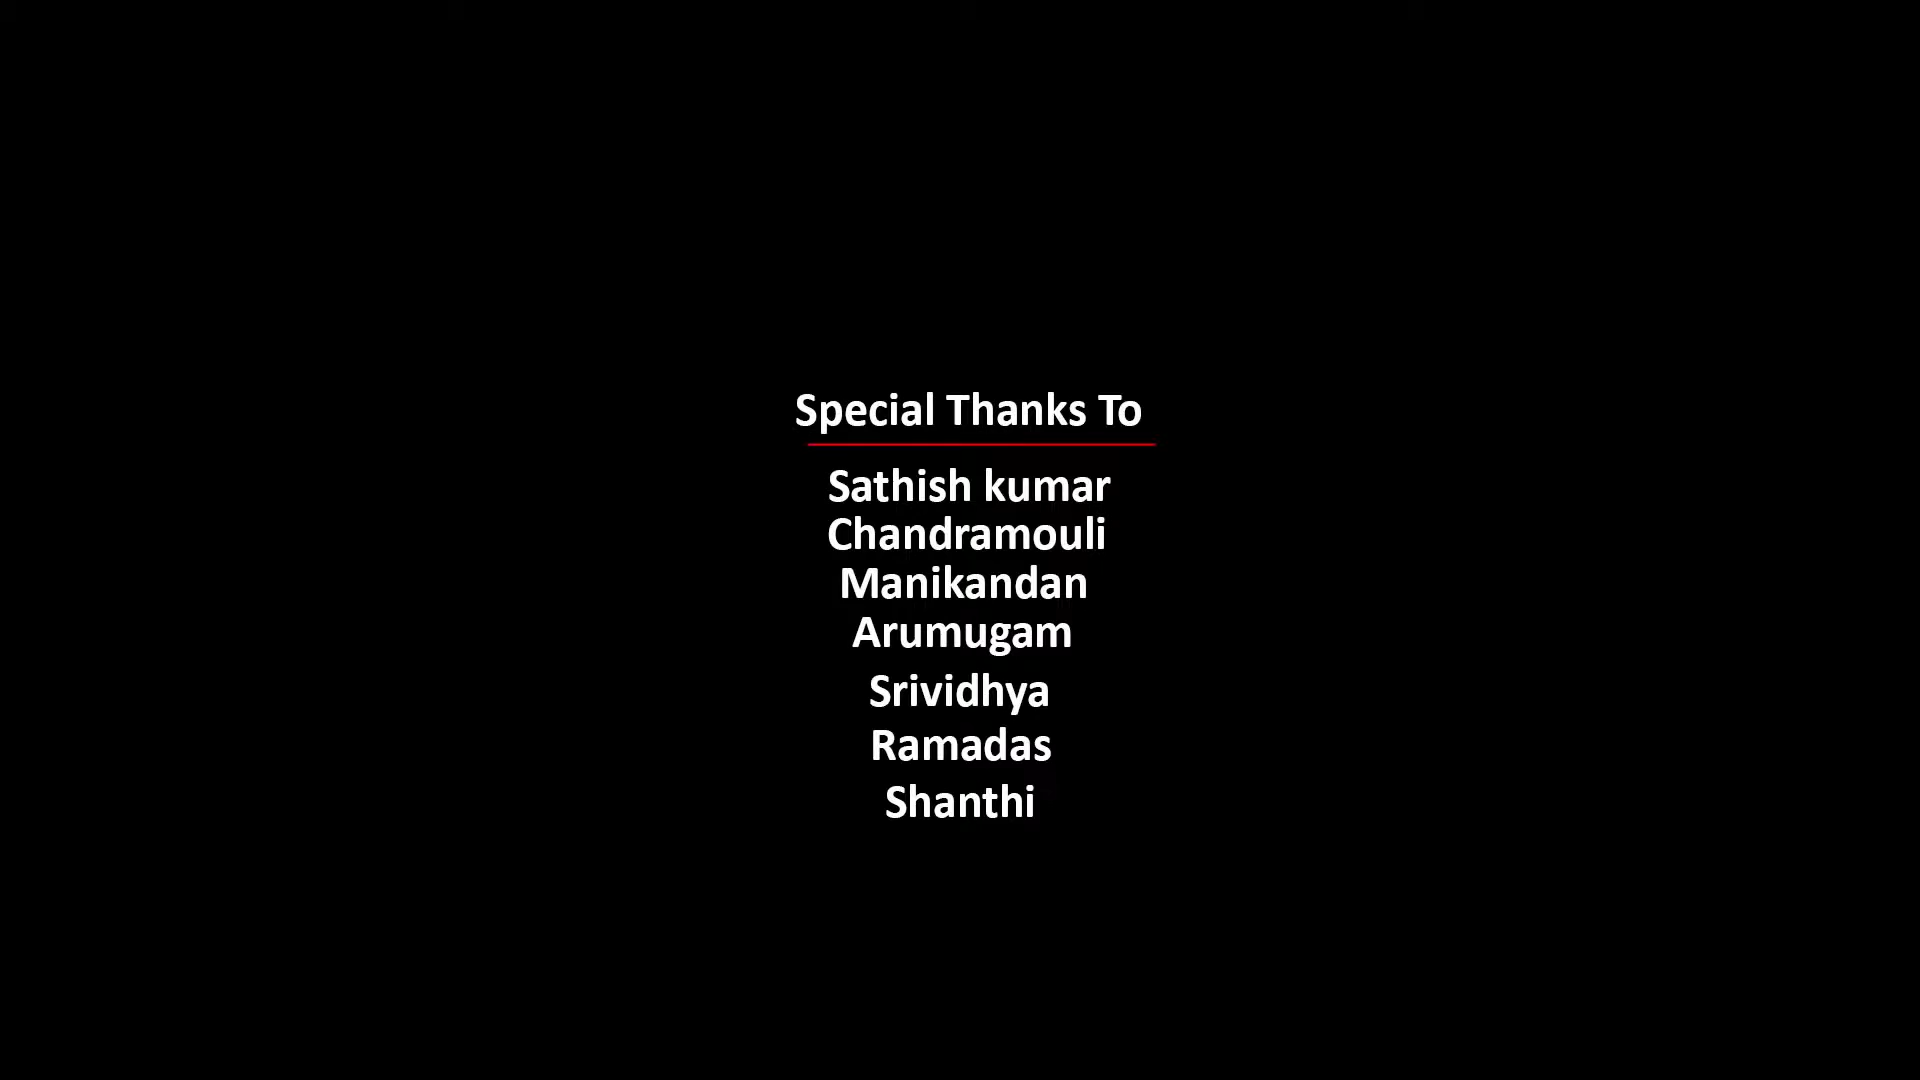 Special Thanks To
Sathish kumar
Chandramouli
Manikandan
Arumugam
Srividhya
Ramadas
Shanthi